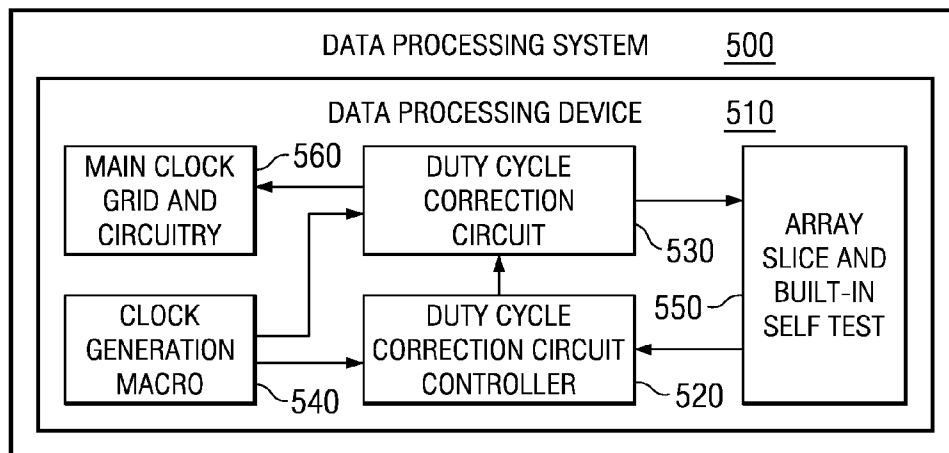 DATA PROCESSING SYSTEM 500
DATA PROCESSING DEVICE 510
MAIN CLOCK
GRID AND
CIRCUITRY
560
DUTY CYCLE
CORRECTION
CIRCUIT
530
ARRAY
SLICE AND
BUILT-IN
SELF TEST
550
CLOCK
GENERATION
MACRO
540
DUTY CYCLE
CORRECTION CIRCUIT
CONTROLLER
520